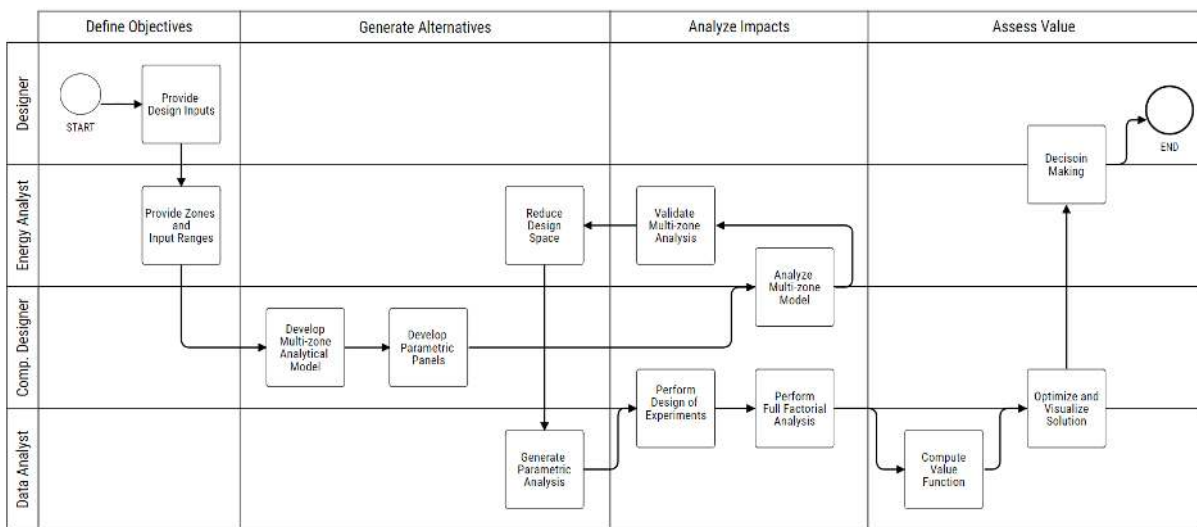 Define Objectives
Generate Alternatives
Analyze Impacts
Assess Value
Designer
START
Provide
Design Inputs
END
Decisoin
Making
Energy Analyst
Provide Zones
and
Input Ranges
Reduce
Design
Space
Validate
Multi-zone
Analysis
Analyze
Multi-zone
Model
Comp. Designer
Develop
Multi-zone
Analytical
Model
Develop
Parametric
Panels
Perform
Design of
Experiments
Perform
Full Factorial
Analysis
Optimize and
Visualize
Solution
Data Analyst
Generate
Parametric
Analysis
Compute
Value
Function